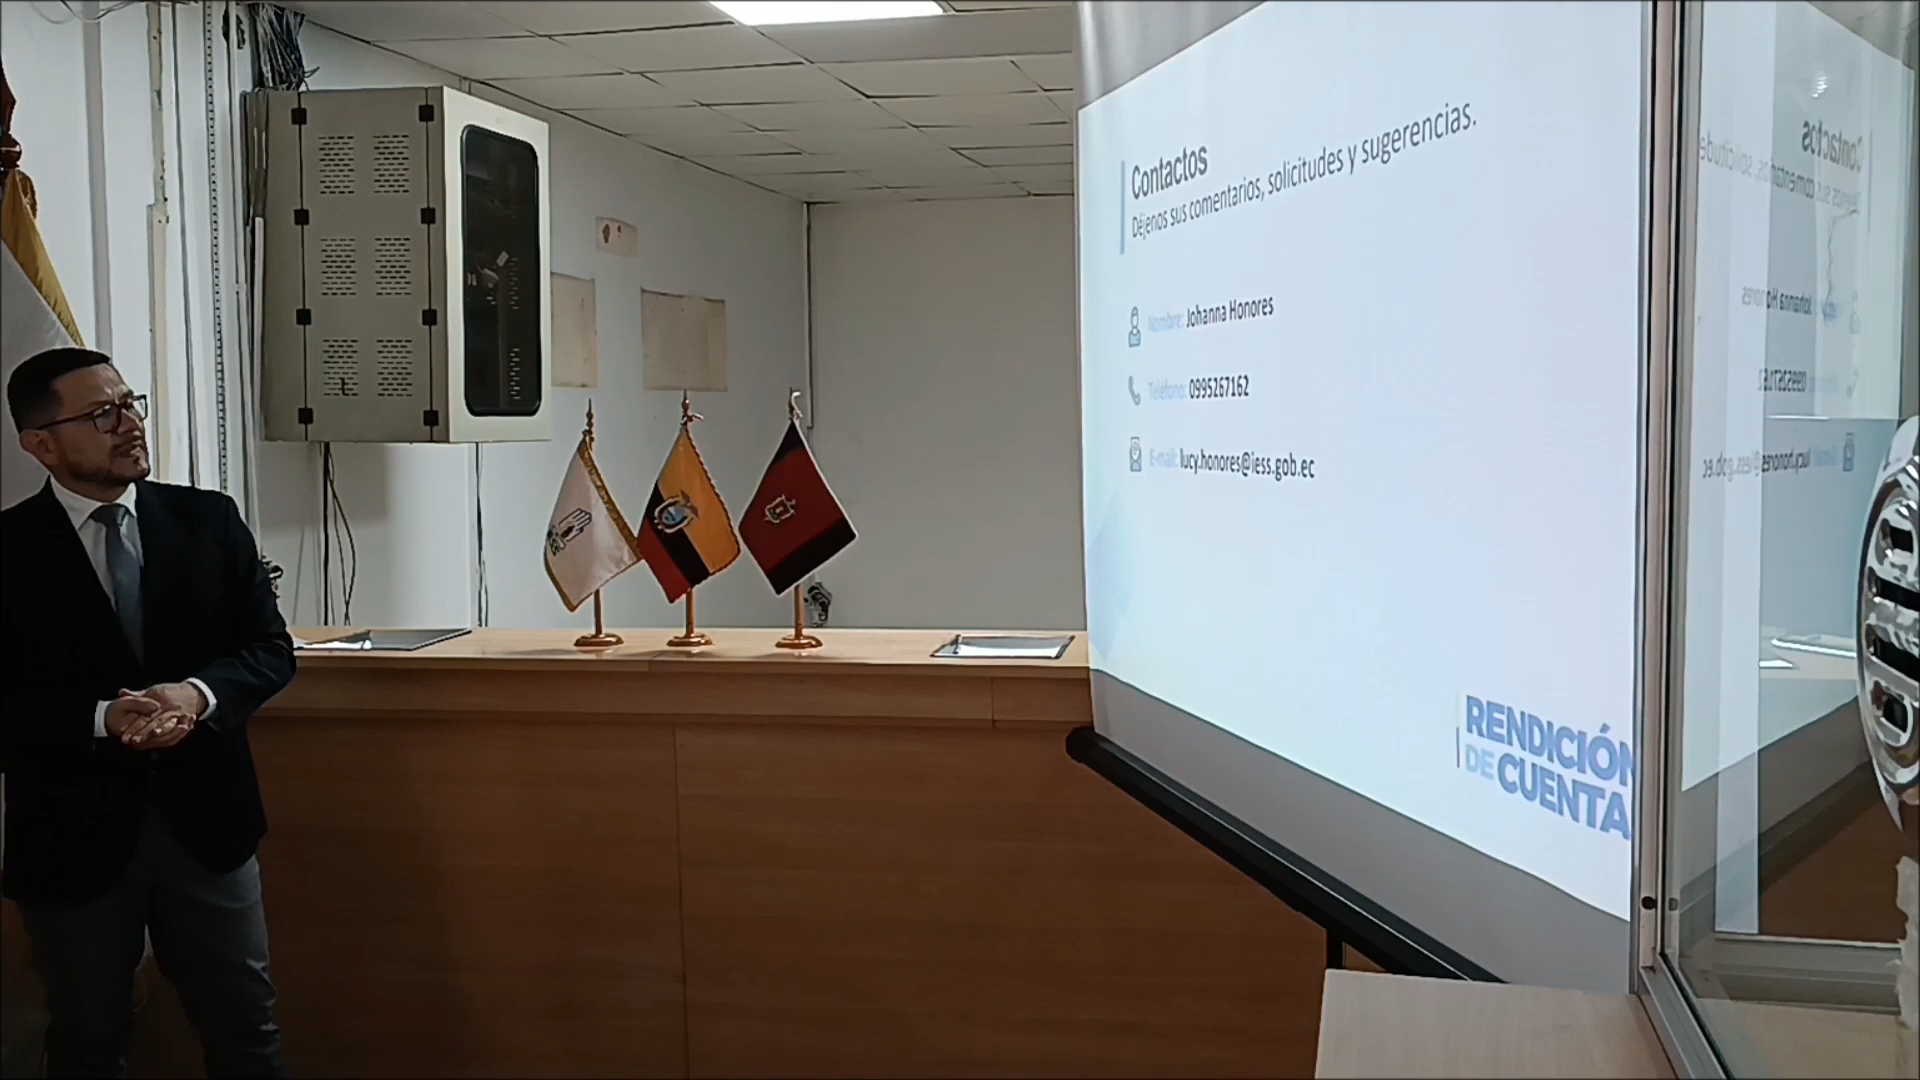 Contactos
Déjenos sus comentarios, solicitudes y sugerencias.
Nombre: Johanna Honores
Teléfono: 0995267162
E-mail: lucy.honores@iess.gob.ec
RENDICIÓN
DE CUENTA